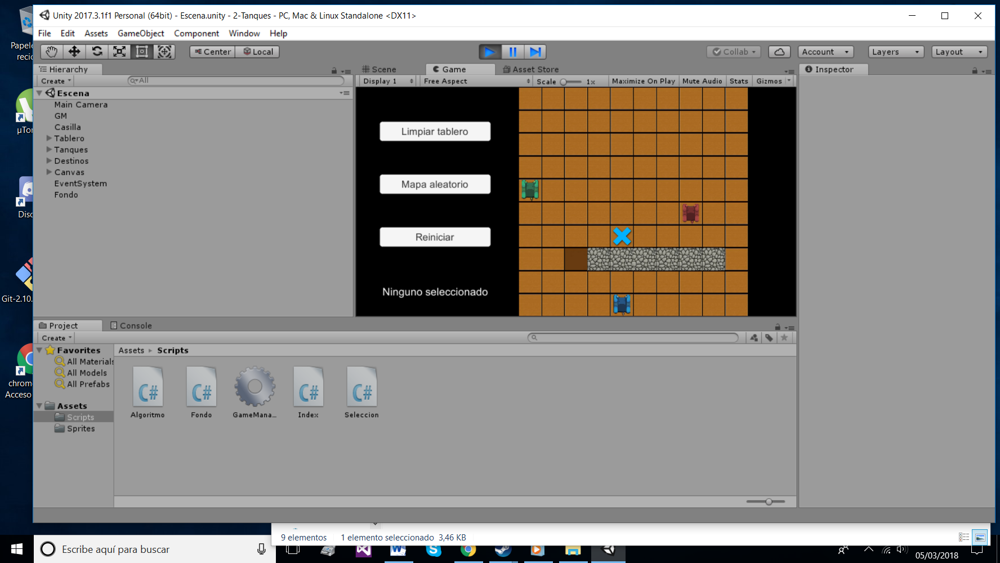 Unity 2017.3.1f1 Personal (64bit) - Escena.unity - 2-Tanques - PC, Mac & Linux Standalone <DX11>
File Edit Assets GameObject Component Window Help
Center Local Collab Account Layers Layout
Hierarchy
Create All
Escena
Main Camera
GM
Casilla
Tablero
Tanques
Destinos
Canvas
EventSystem
Fondo
Scene Game Asset Store
Display 1 Free Aspect Scale 1x Maximize On Play Mute Audio Stats Gizmos
Limpiar tablero
Mapa aleatorio
Reiniciar
Ninguno seleccionado
Inspector
Project Console
Create
Favorites
All Materials
All Models
All Prefabs
Assets
Scripts
Sprites
Assets Scripts
C# C# C# C#
Algoritmo Fondo GameMana... Index Seleccion
Papele
reci
µTor
Disc
Git-2.10.
chrom
Acceso
9 elementos 1 elemento seleccionado 3,46 KB
Escribe aquí para buscar
05/03/2018